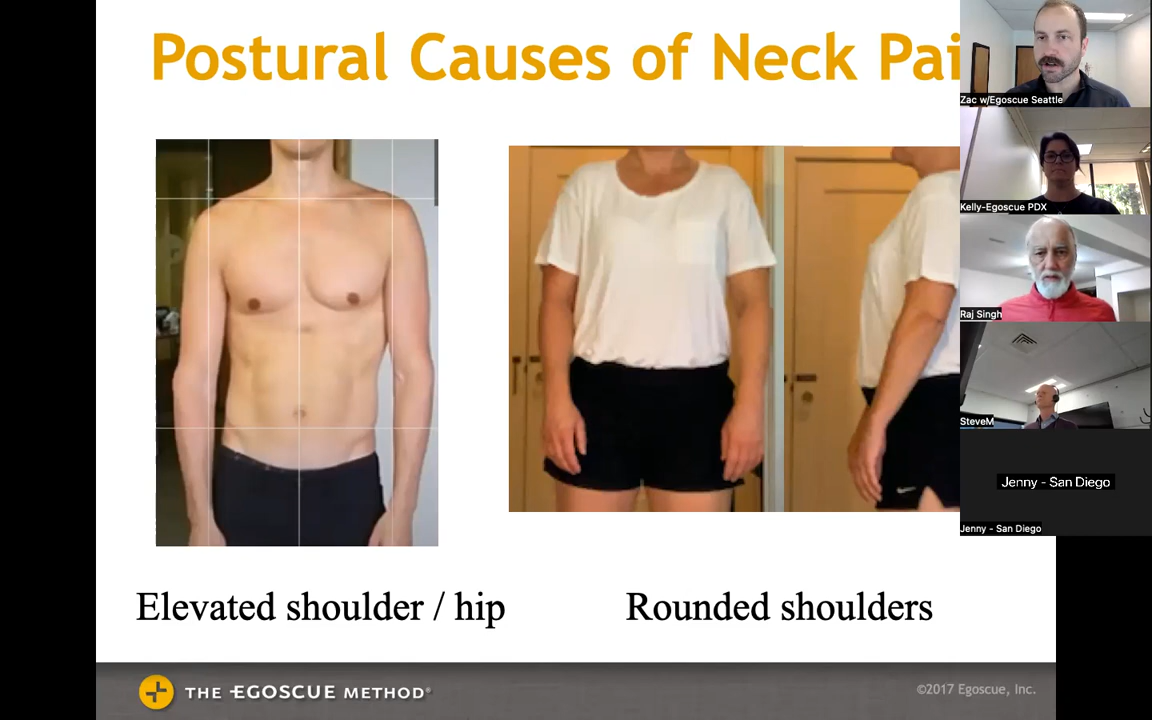 Postural Causes of Neck Pai
Zac w/Egoscue Seattle
Kelly-Egoscue PDX
Raj Singh
SteveM
Jenny - San Diego
Jenny - San Diego
Elevated shoulder / hip
Rounded shoulders
THE EGOSCUE METHOD®
©2017 Egoscue, Inc.